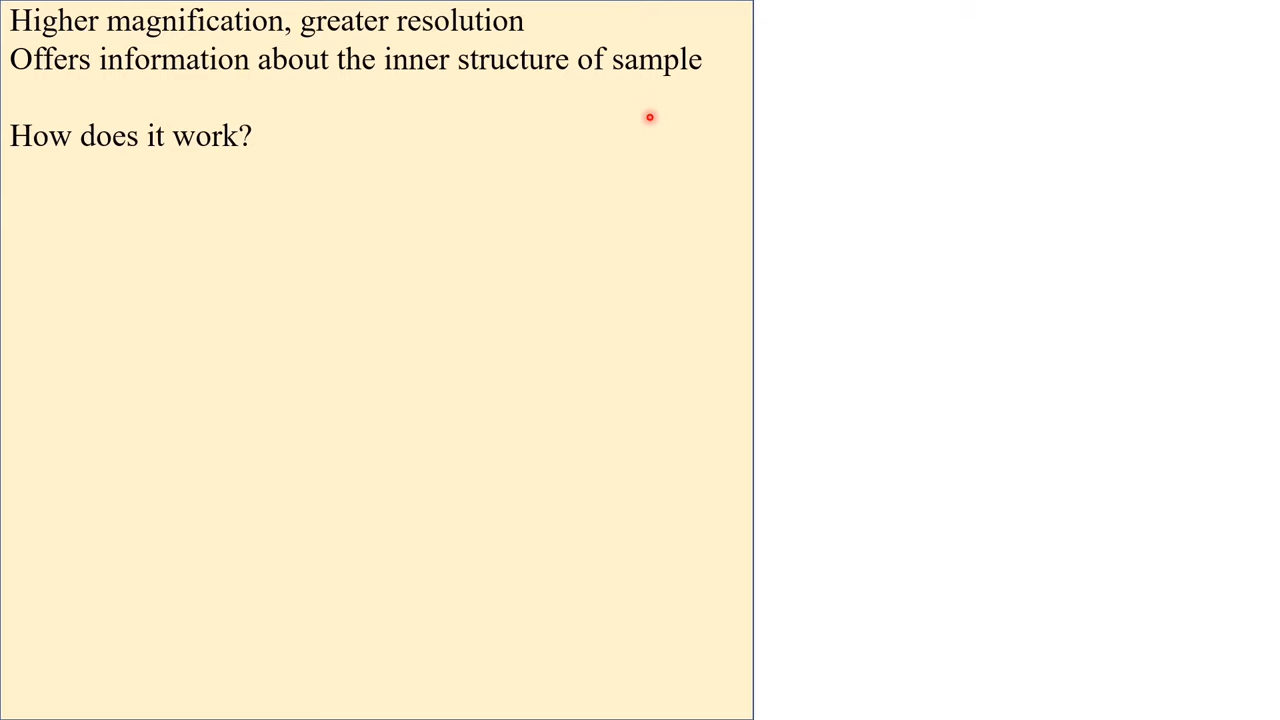 Higher magnification, greater resolution
Offers information about the inner structure of sample
How does it work?